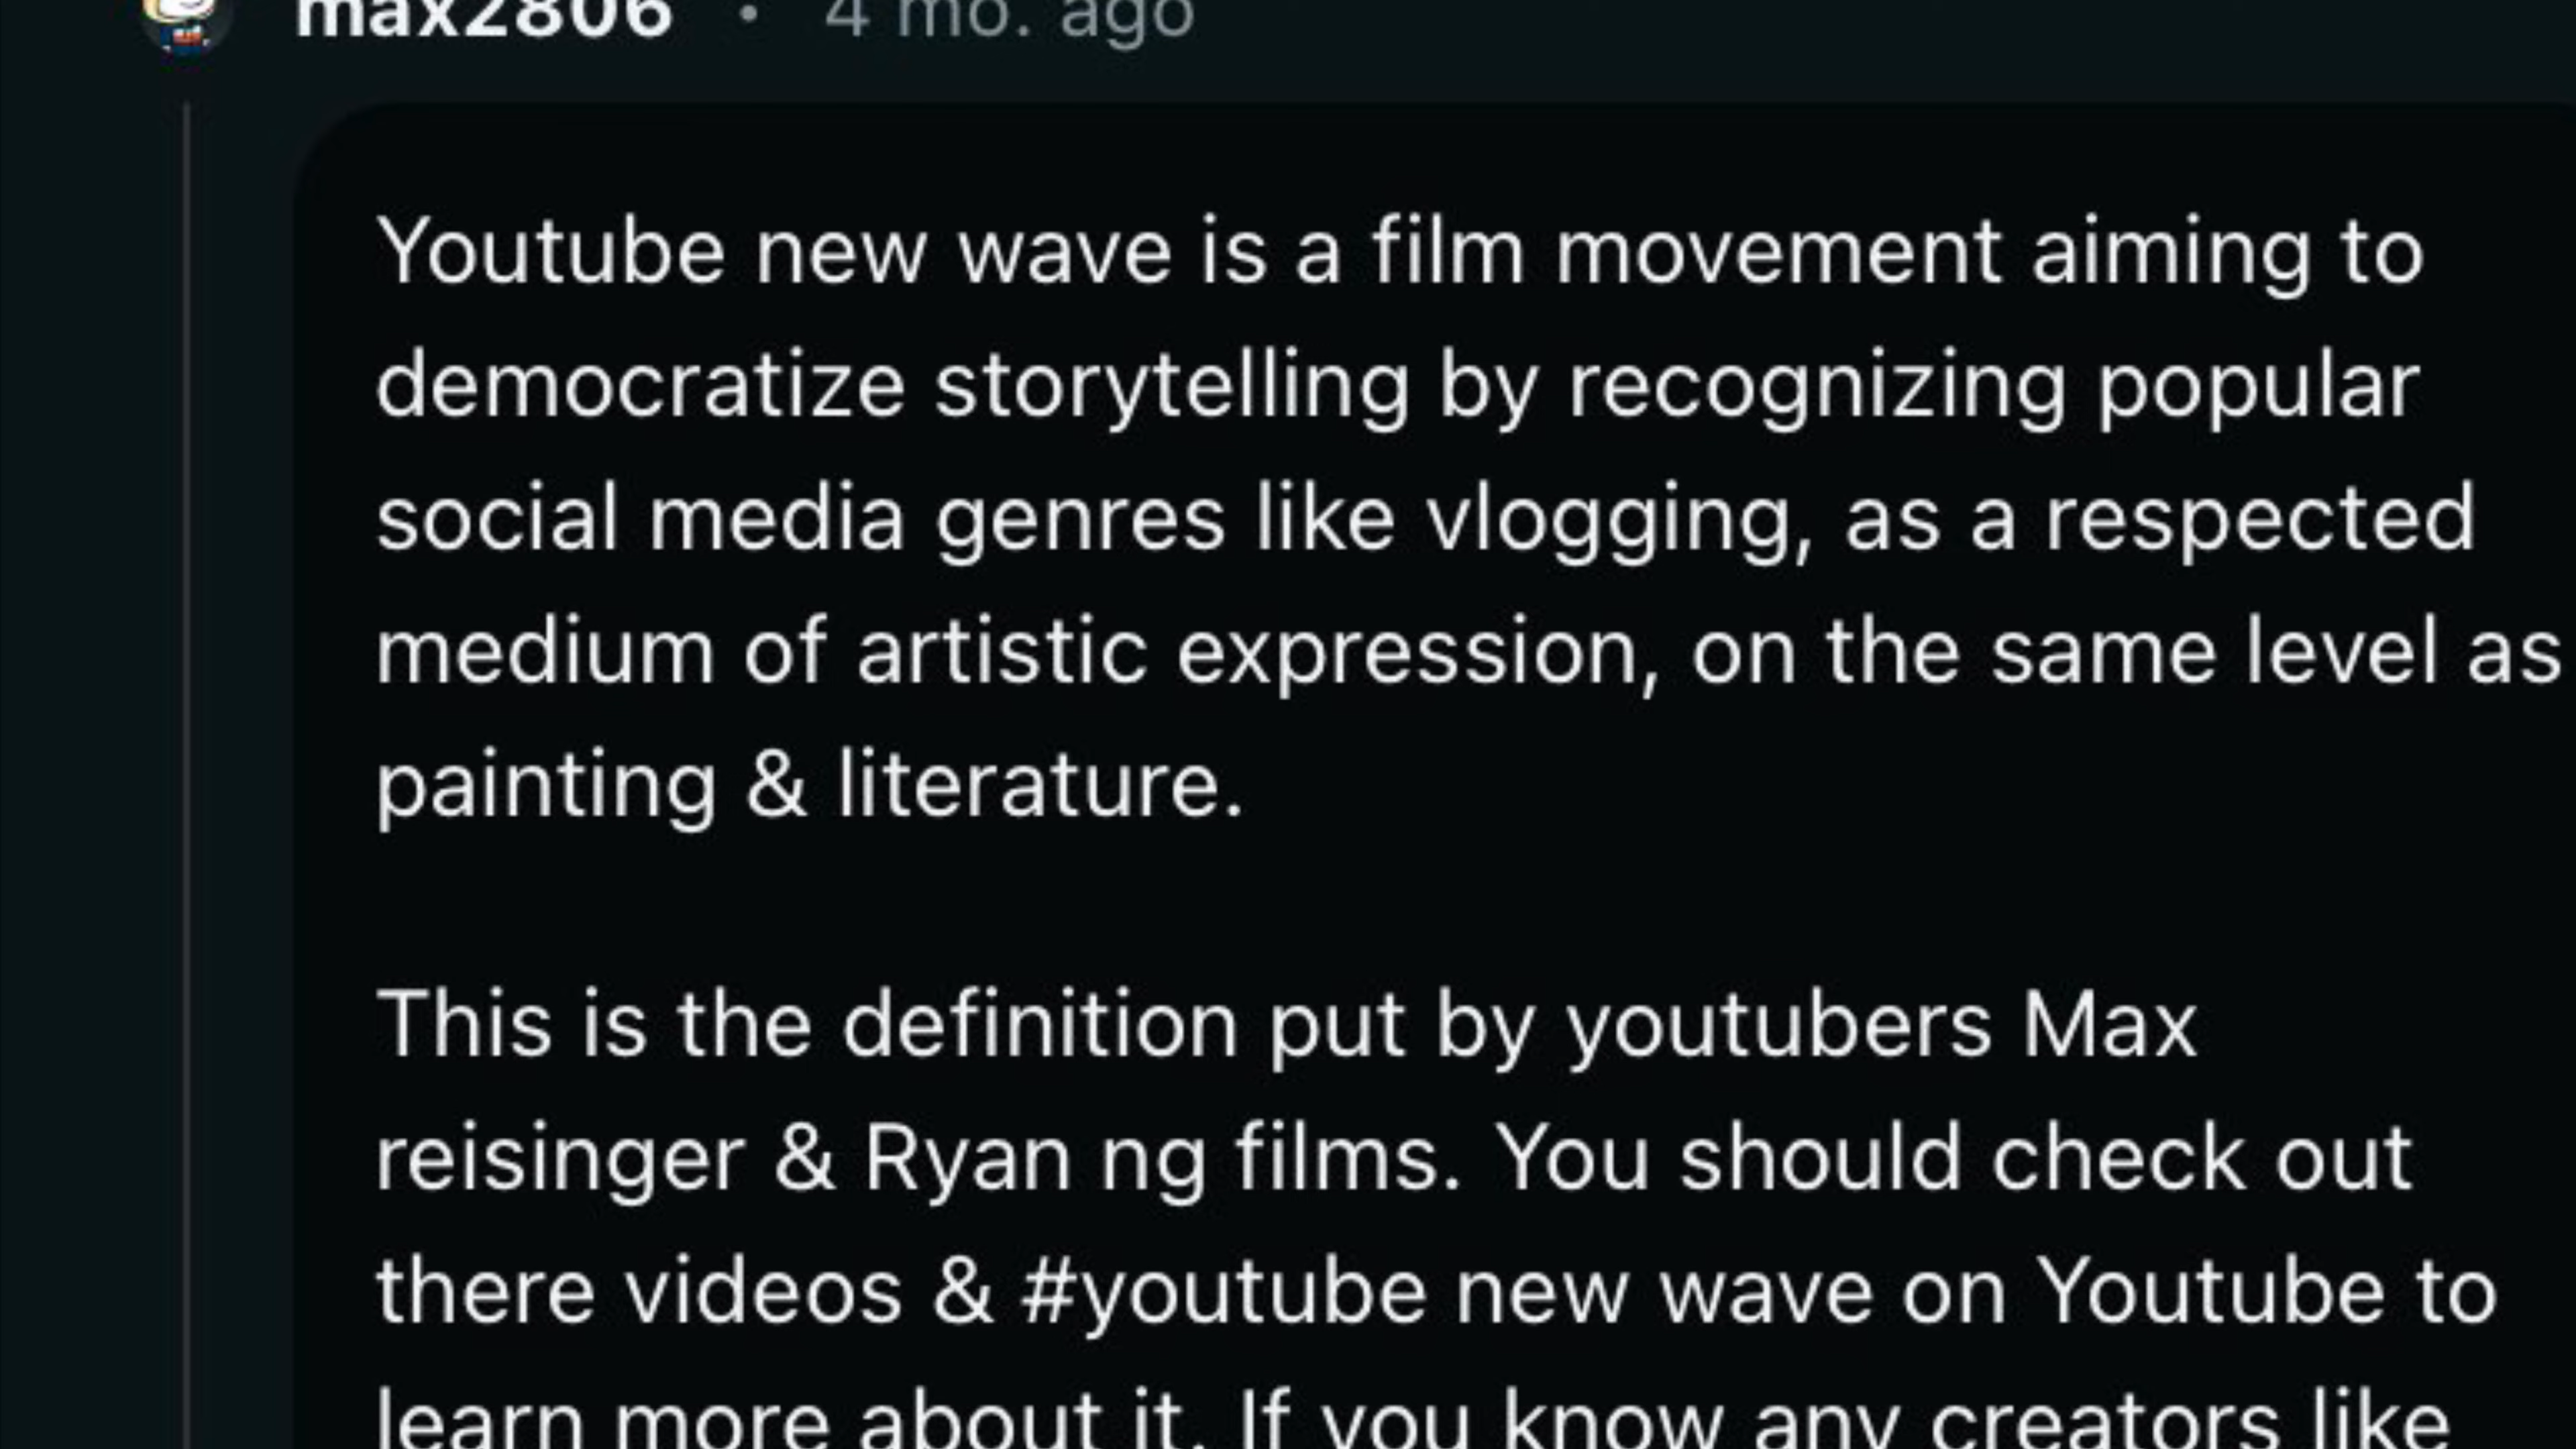 max2806 • 4 mo. ago
Youtube new wave is a film movement aiming to
democratize storytelling by recognizing popular
social media genres like vlogging, as a respected
medium of artistic expression, on the same level as
painting & literature.
This is the definition put by youtubers Max
reisinger & Ryan ng films. You should check out
there videos & #youtube new wave on Youtube to
learn more about it. If you know any creators like